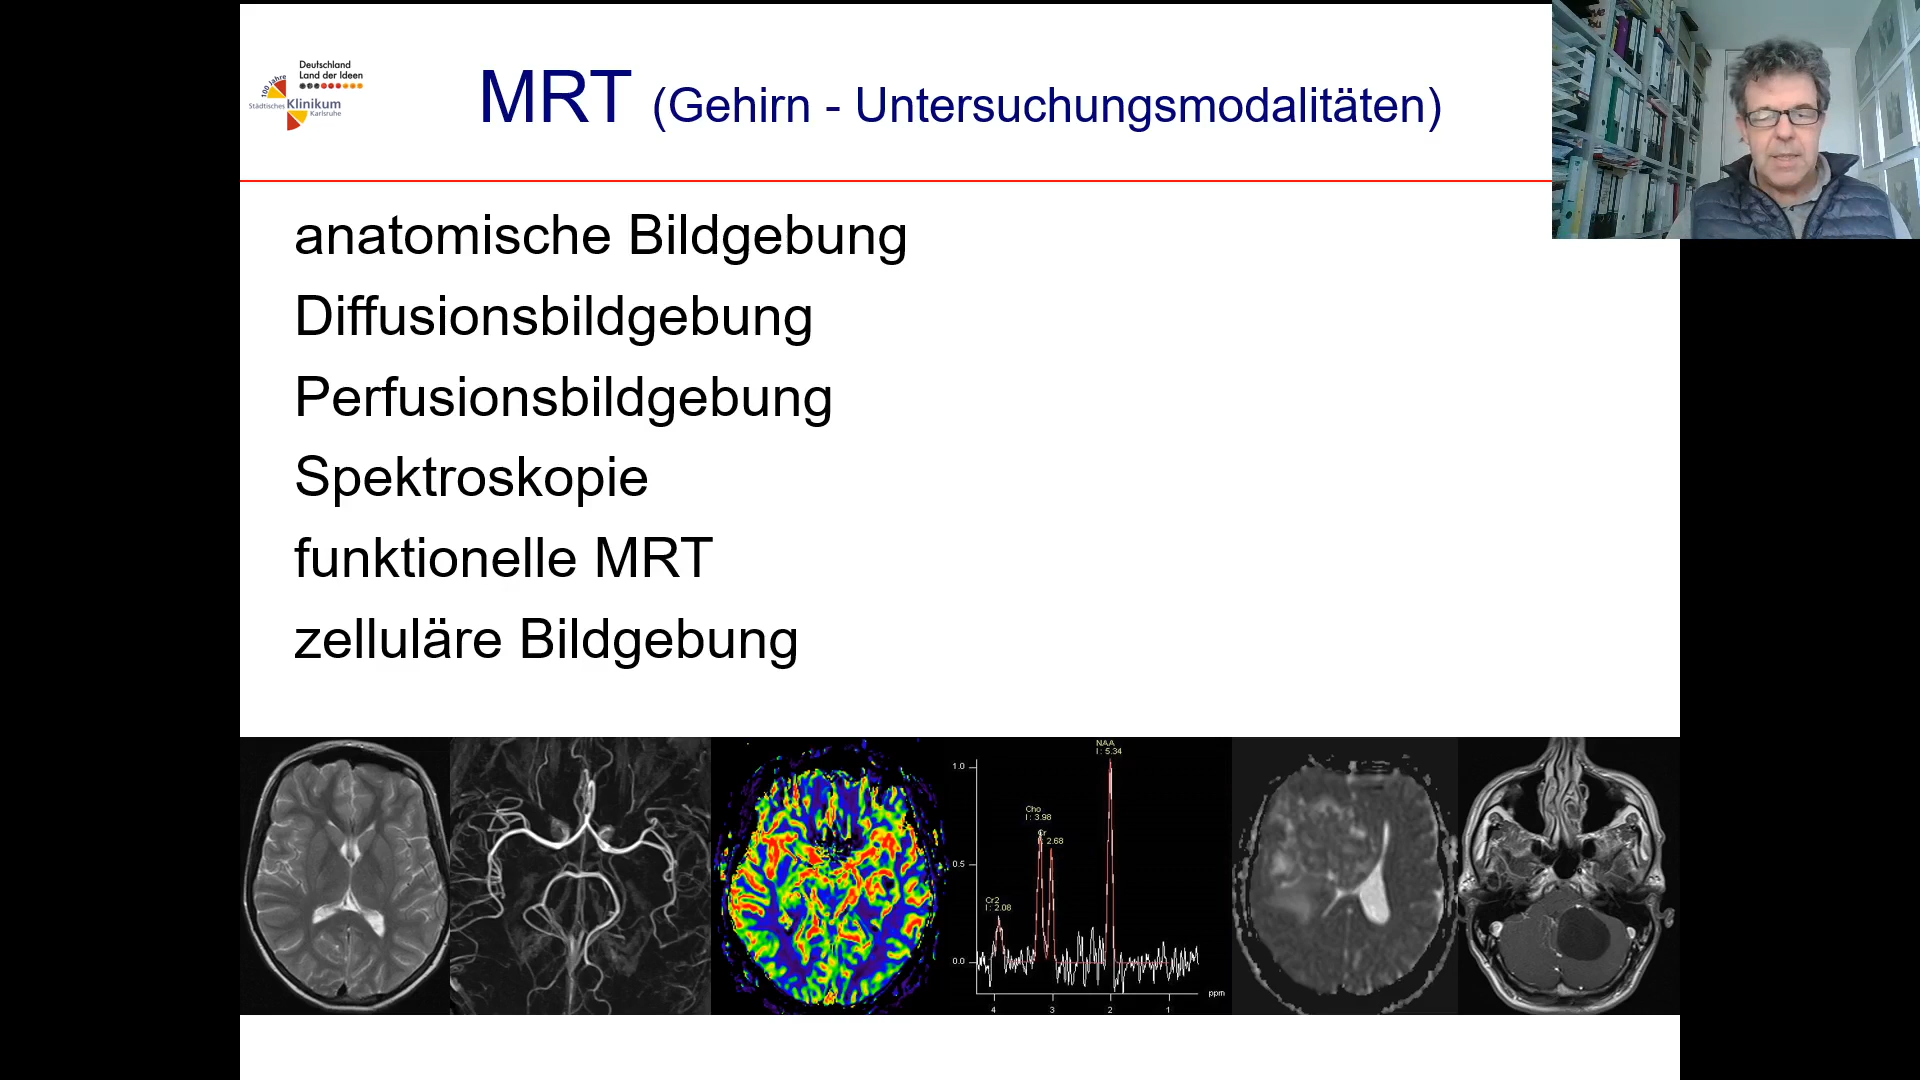 Deutschland
Land der Ideen
100 Jahre
Städtisches Klinikum
Karlsruhe
MRT (Gehirn - Untersuchungsmodalitäten)
anatomische Bildgebung
Diffusionsbildgebung
Perfusionsbildgebung
Spektroskopie
funktionelle MRT
zelluläre Bildgebung
NAA
I : 5.34
1.0
Cho
I : 3.98
Cr
2.68
0.5
Cr2
I : 2.08
0.0
ppm
4 3 2 1